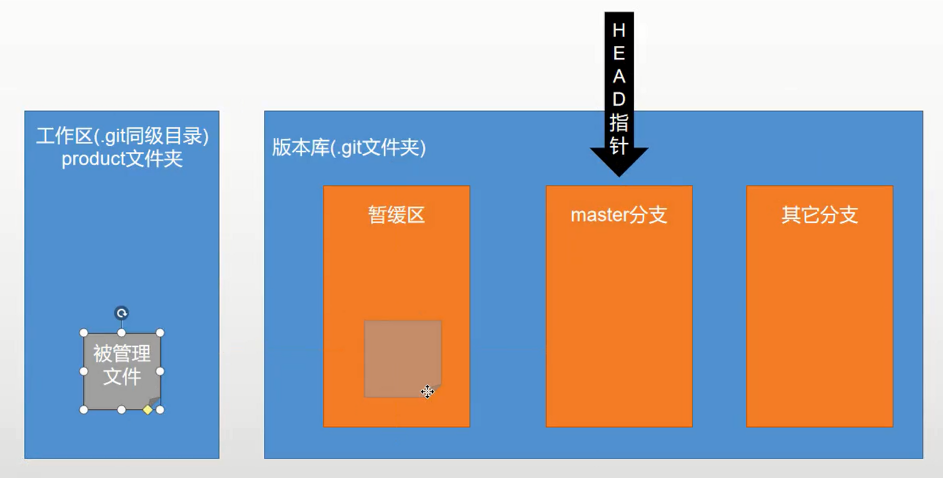 HEAD指针
工作区(.git同级目录)
product文件夹
版本库(.git文件夹)
暂缓区
master分支
其它分支
被管理
文件